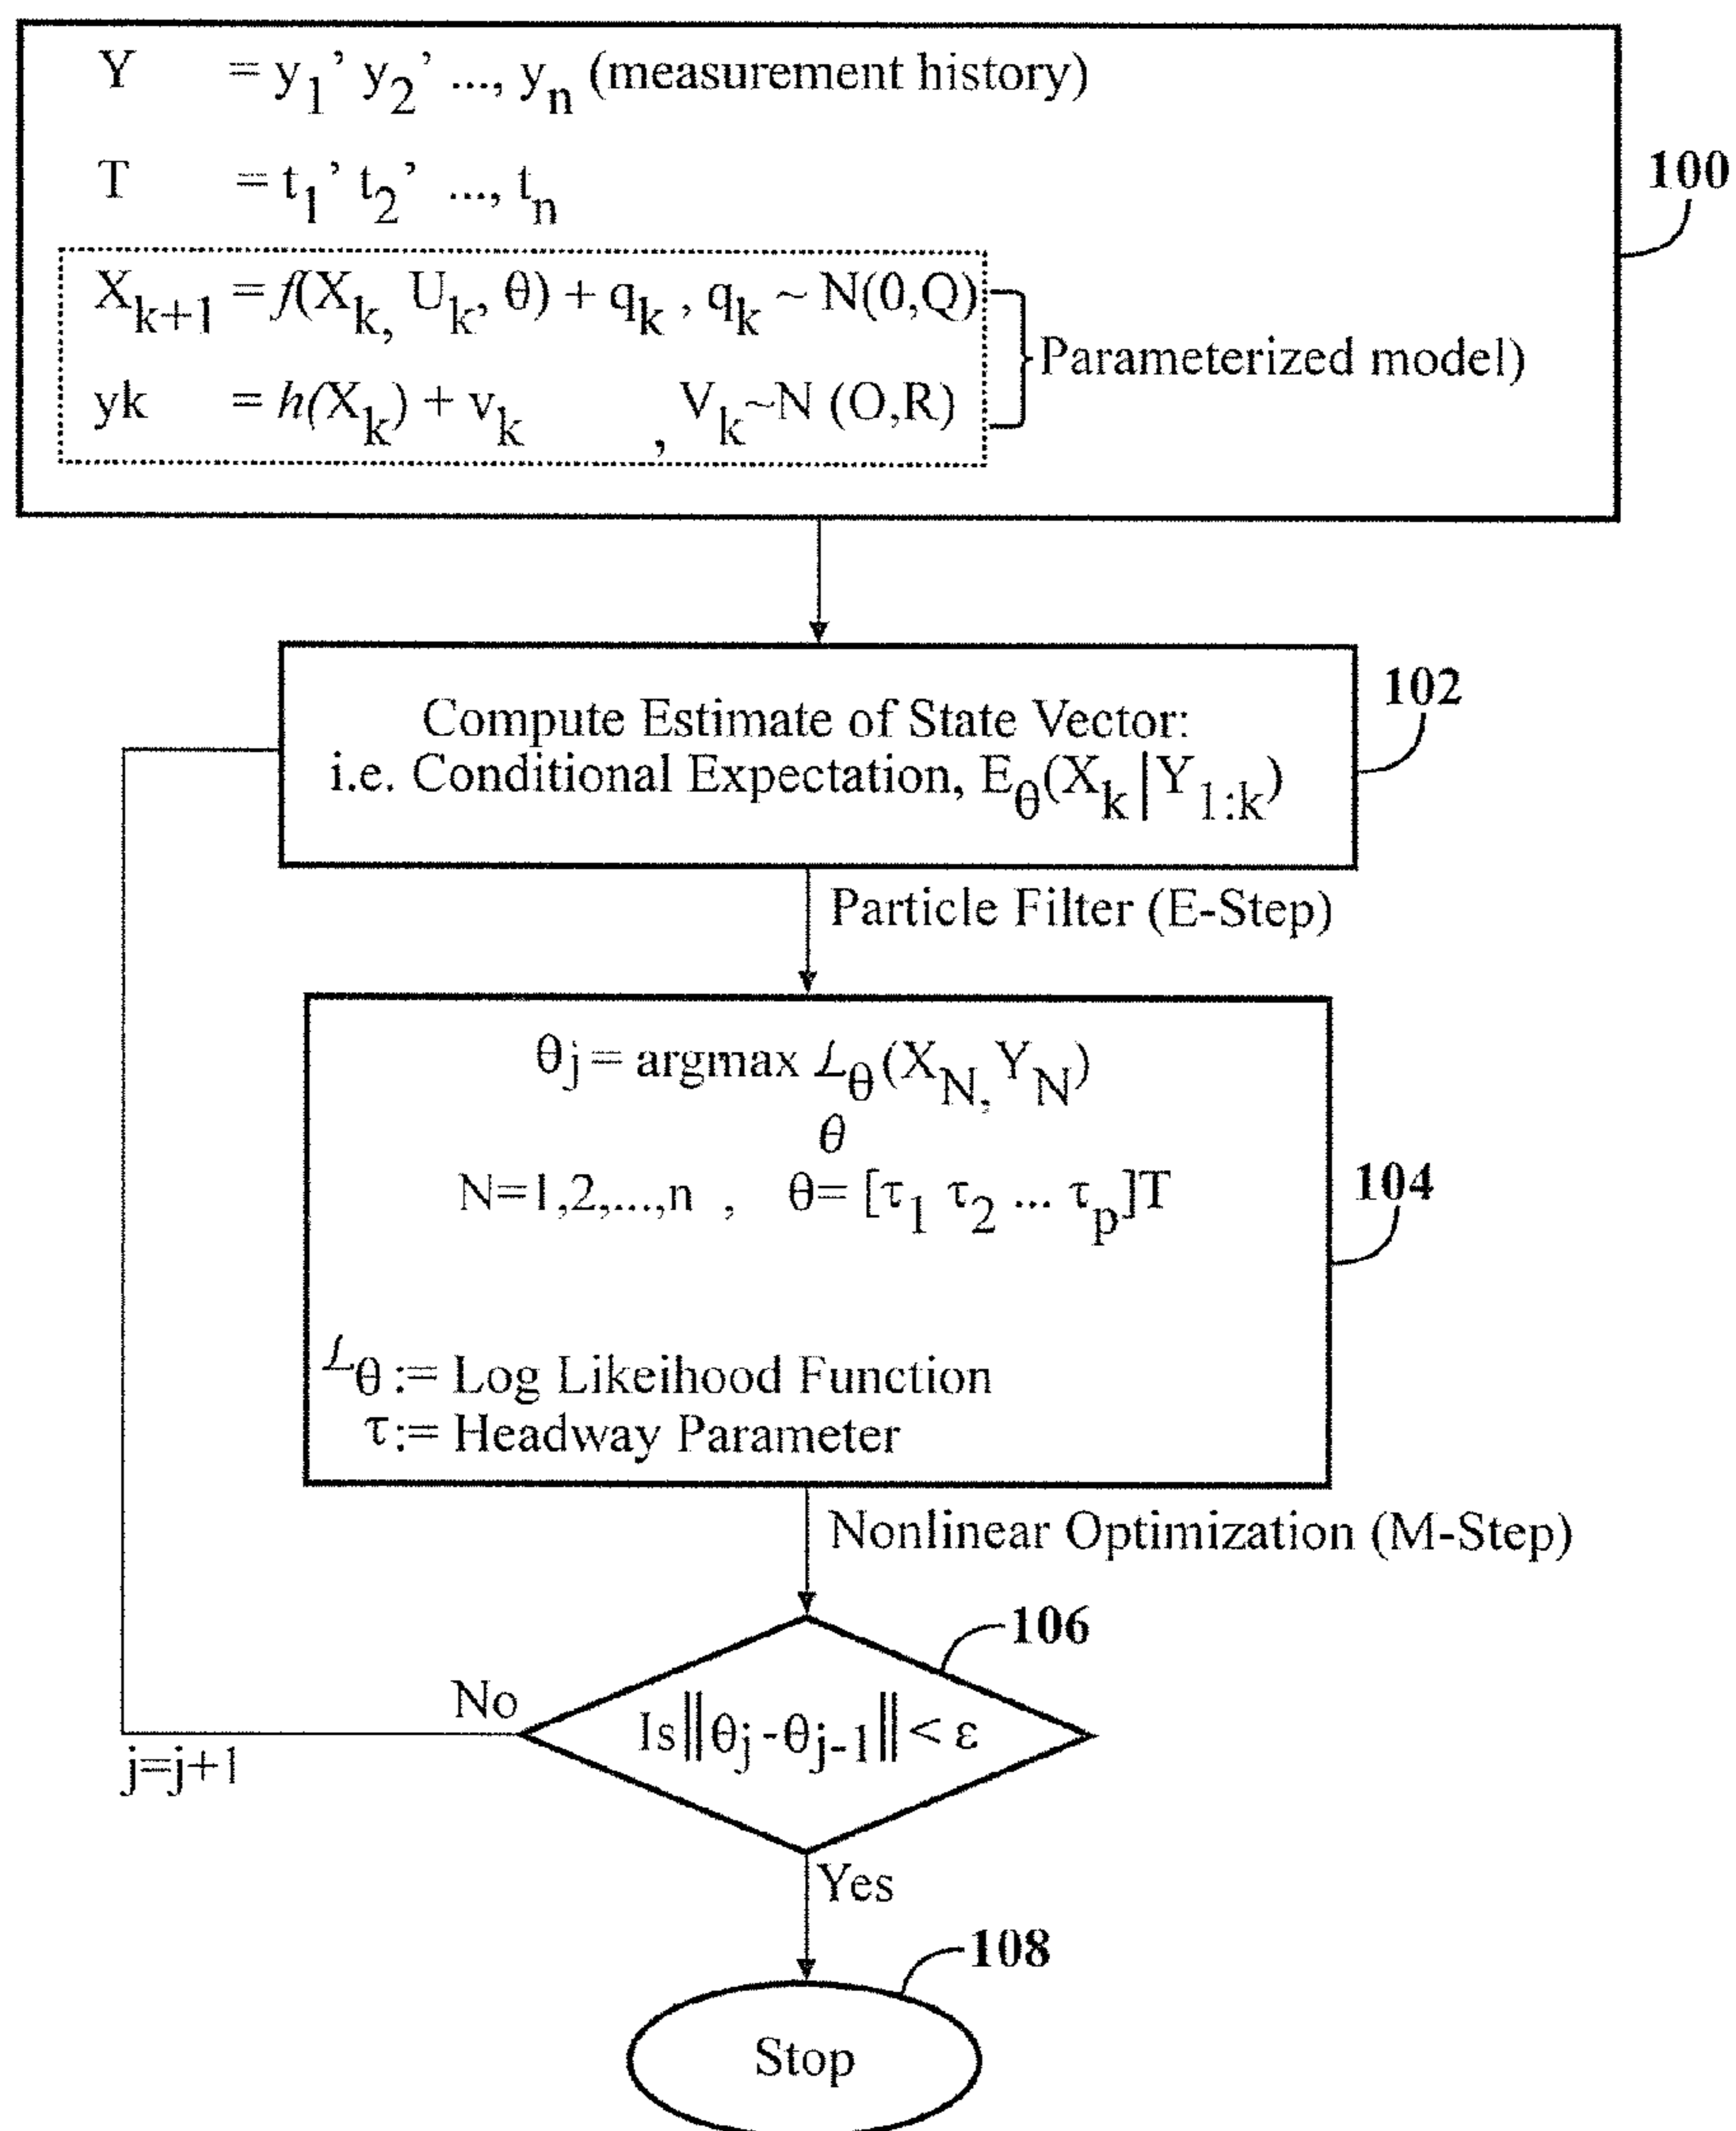 Y = y1, y2, ..., yn (measurement history)
T = t1, t2, ..., tn
100
Xk+1 = f(Xk, Uk, θ) + qk , qk ~ N(0,Q)
Parameterized model)
yk = h(Xk) + vk , Vk~N (O,R)
102
Compute Estimate of State Vector:
i.e. Conditional Expectation, Eθ(Xk|Y1:k)
Particle Filter (E-Step)
θj = argmax ℒθ(XN, YN)
θ
N=1,2,...,n , θ= [τ1 τ2 ... τp]T
104
ℒθ := Log Likeihood Function
τ:= Headway Parameter
Nonlinear Optimization (M-Step)
106
No
Is||θj-θj-1||< ε
j=j+1
Yes
108
Stop